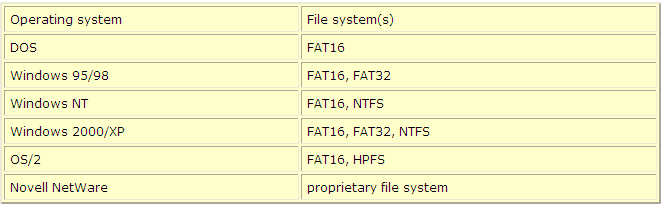 Operating system File system(s)
DOS FAT16
Windows 95/98 FAT16, FAT32
Windows NT FAT16, NTFS
Windows 2000/XP FAT16, FAT32, NTFS
OS/2 FAT16, HPFS
Novell NetWare proprietary file system